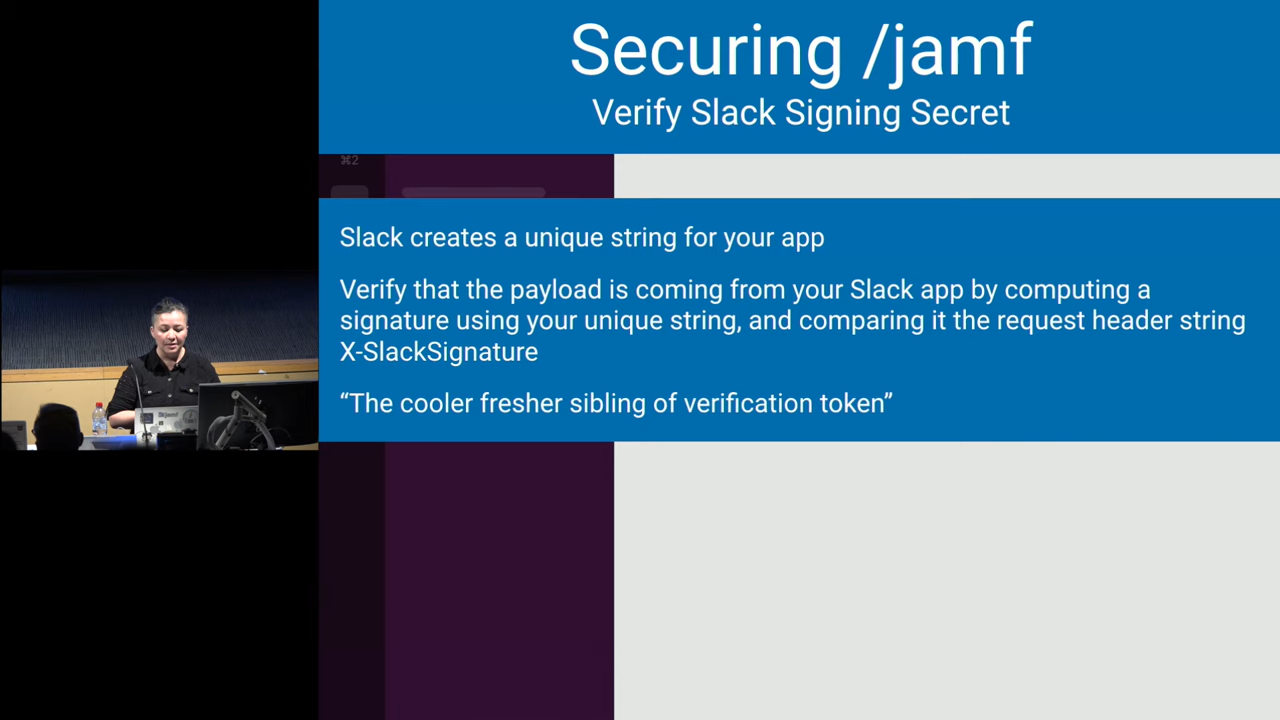 Securing /jamf
Verify Slack Signing Secret
⌘2
Slack creates a unique string for your app
Verify that the payload is coming from your Slack app by computing a
signature using your unique string, and comparing it the request header string
X-SlackSignature
“The cooler fresher sibling of verification token”
jamf